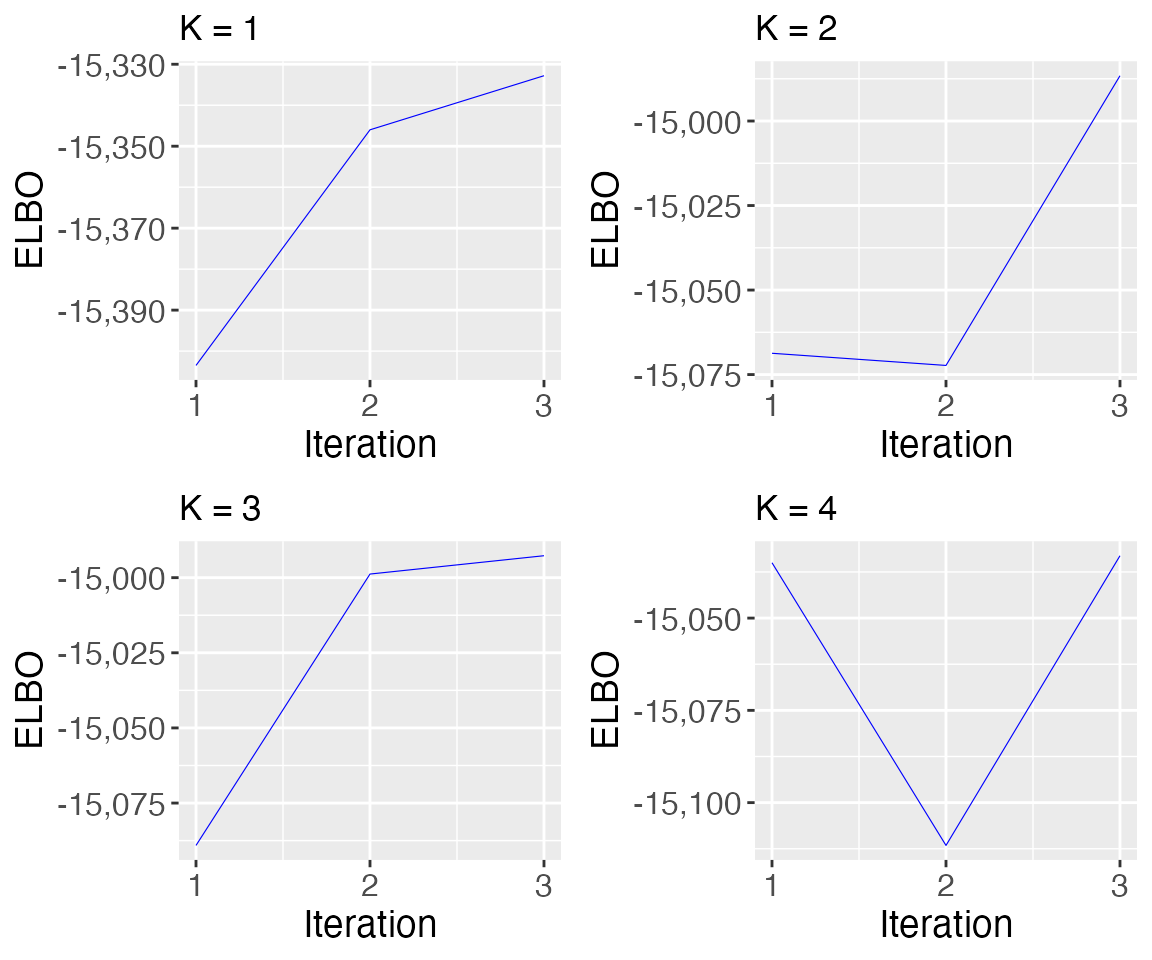 K = 1
-15,330
-15,350
-15,370
-15,390
ELBO
1 2 3
Iteration
K = 2
-15,000
-15,025
-15,050
-15,075
ELBO
1 2 3
Iteration
K = 3
-15,000
-15,025
-15,050
-15,075
ELBO
1 2 3
Iteration
K = 4
-15,050
-15,075
-15,100
ELBO
1 2 3
Iteration